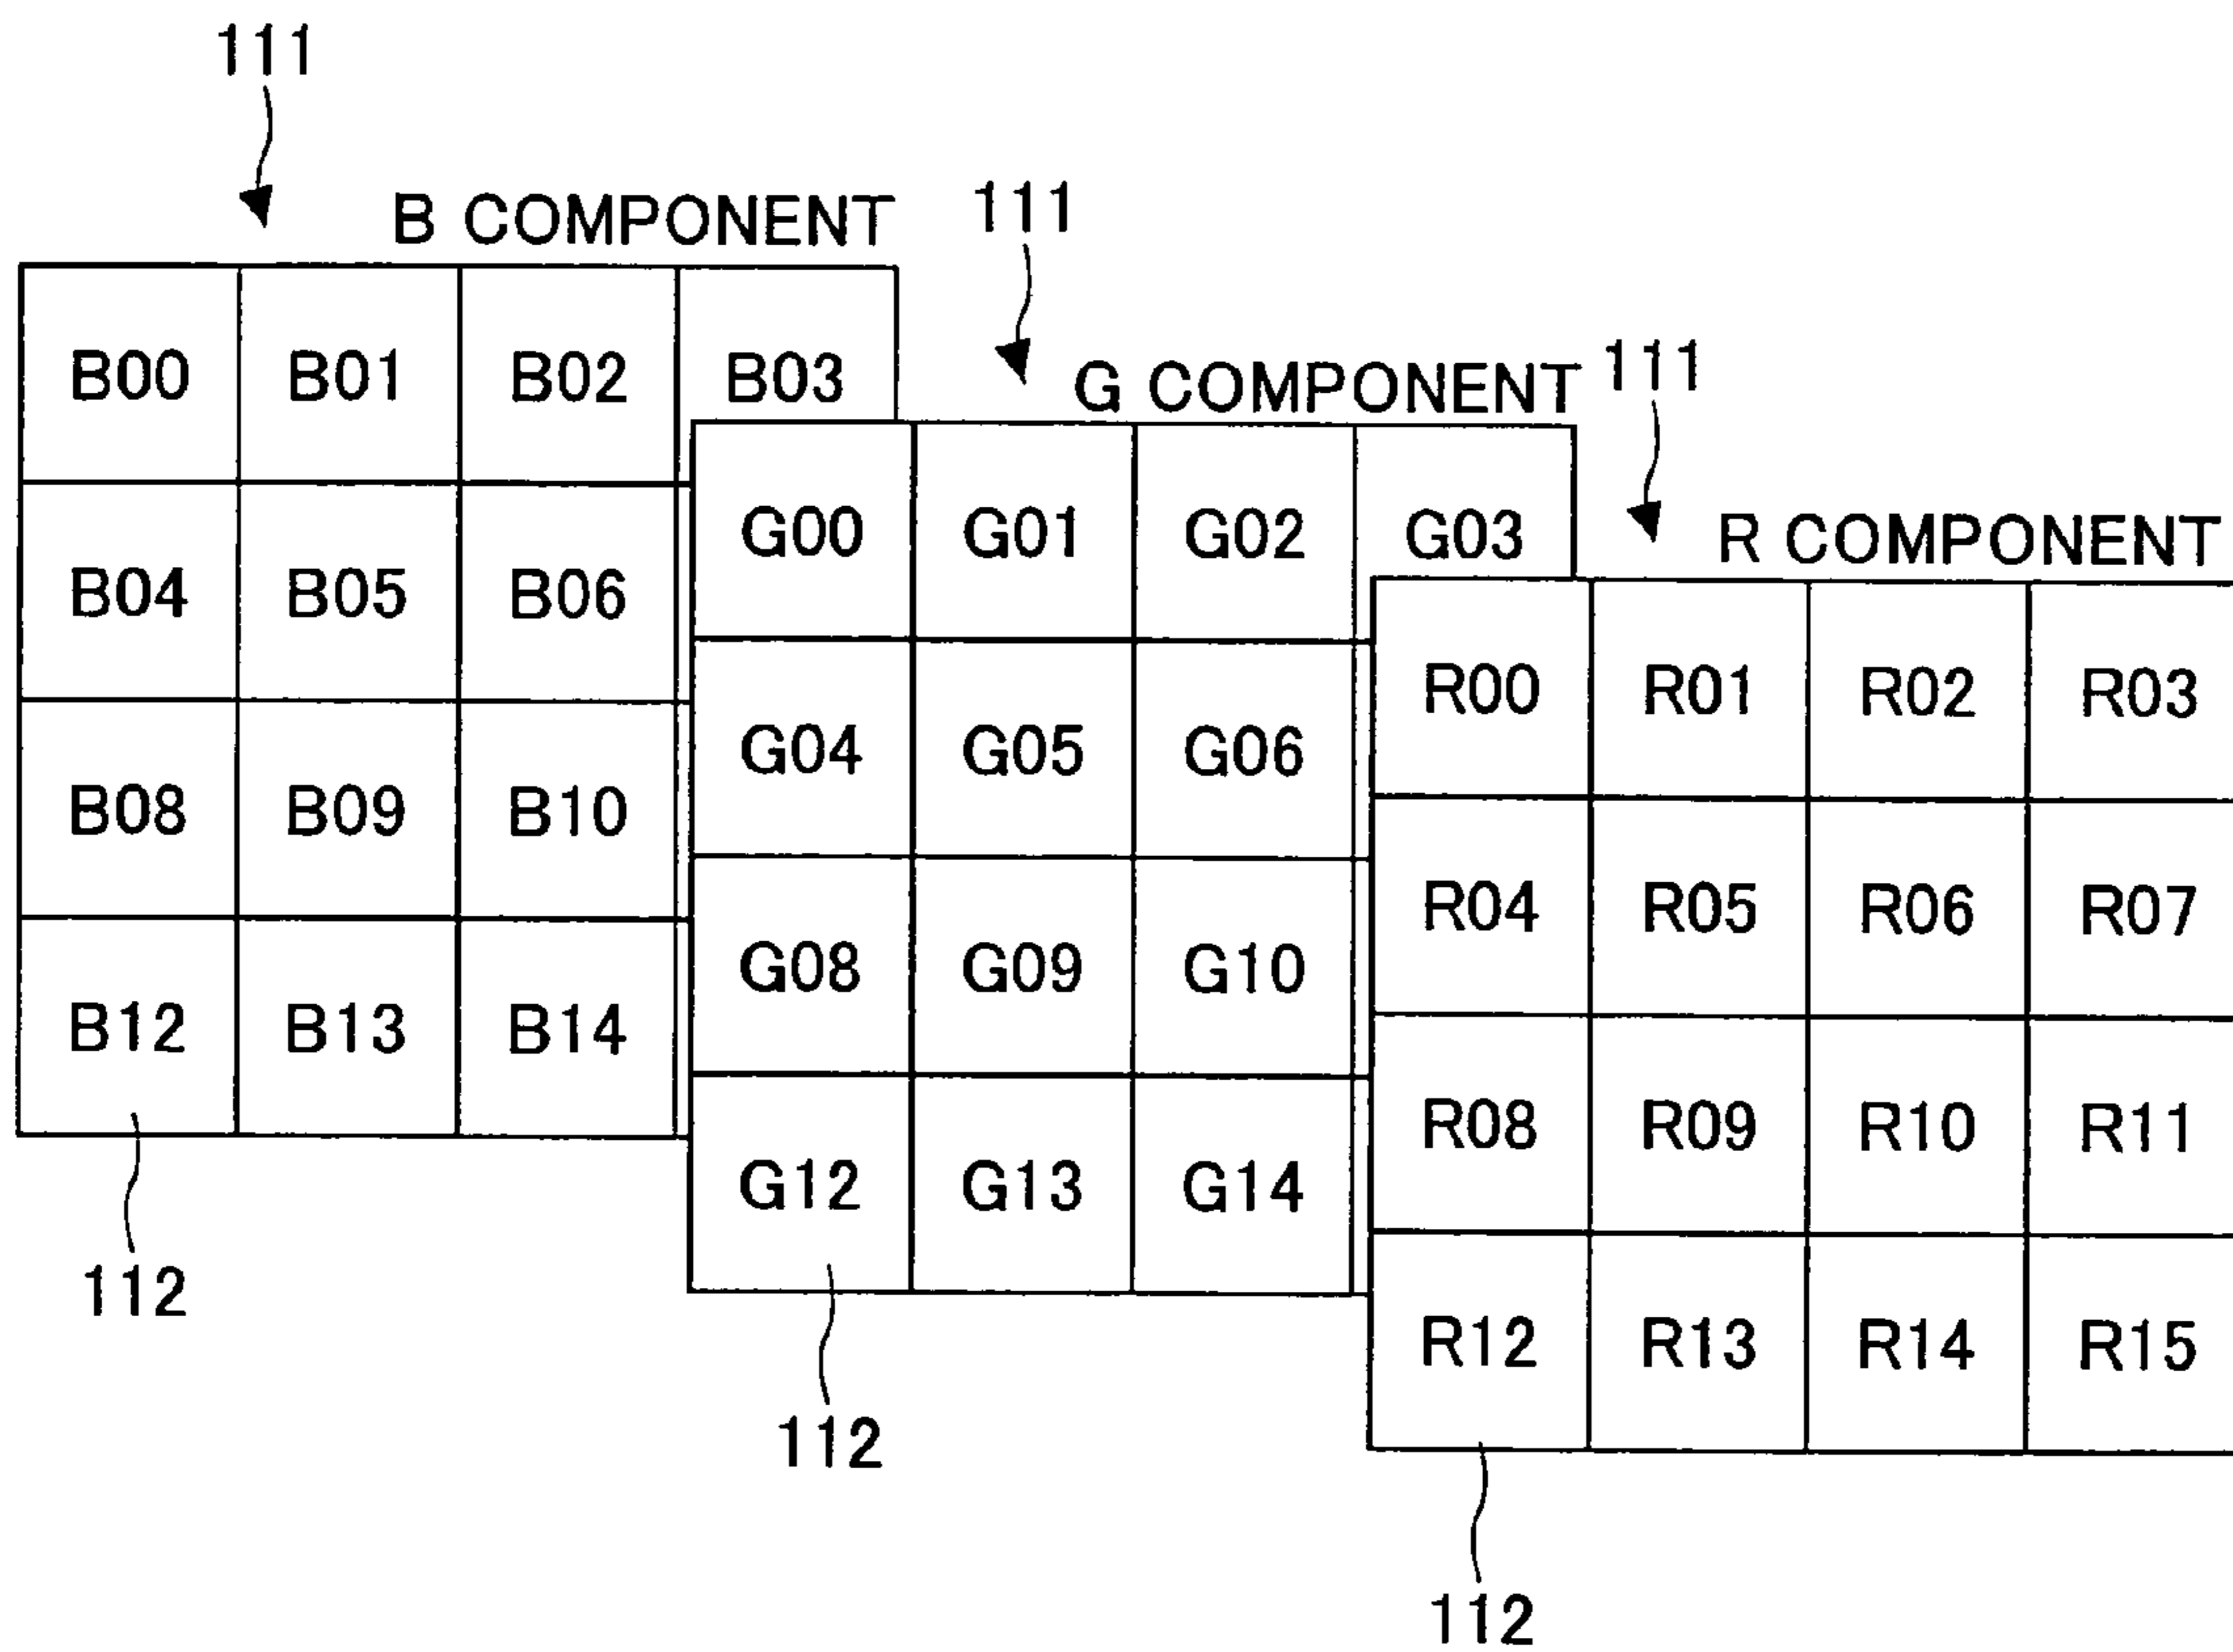 111
B COMPONENT
111
B00 B01 B02 B03
G COMPONENT
111
G00 G01 G02 G03
R COMPONENT
B04 B05 B06
R00 R01 R02 R03
G04 G05 G06
B08 B09 B10
R04 R05 R06 R07
G08 G09 G10
B12 B13 B14
R08 R09 R10 R11
G12 G13 G14
112
R12 R13 R14 R15
112
112